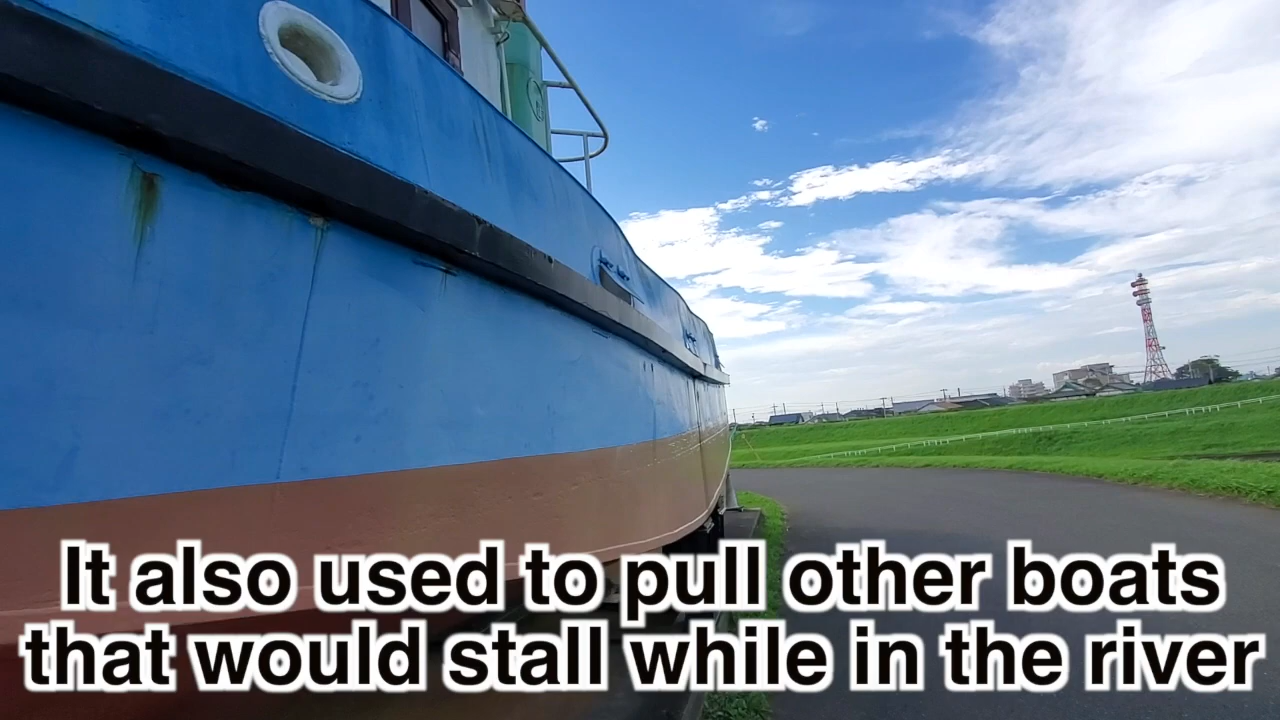 It also used to pull other boats
that would stall while in the river